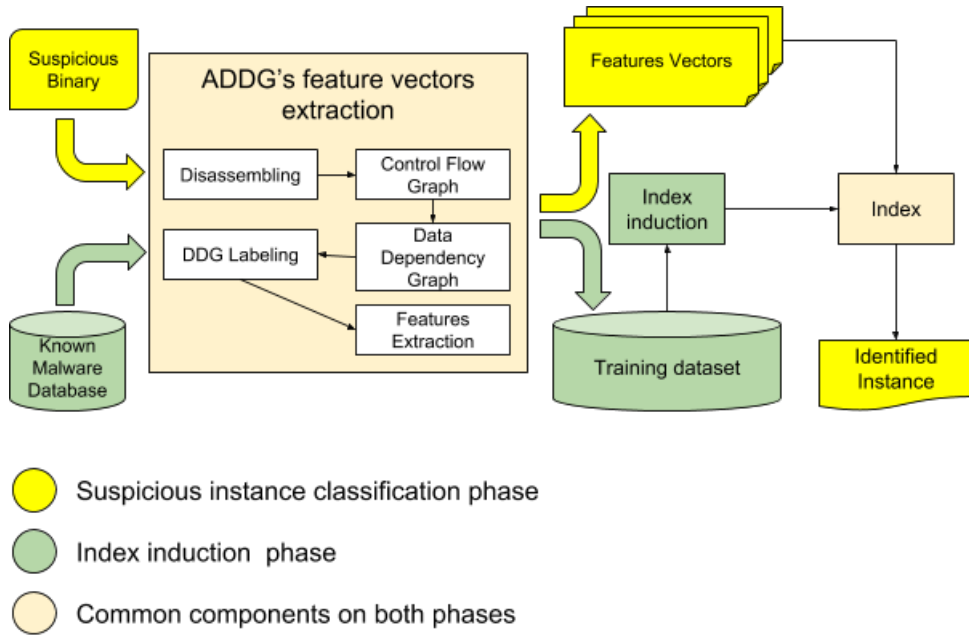 Suspicious
Binary
ADDG's feature vectors
extraction
Disassembling
Control Flow
Graph
DDG Labeling
Data
Dependency
Graph
Features
Extraction
Known
Malware
Database
Features Vectors
Index
induction
Index
Training dataset
Identified
Instance
Suspicious instance classification phase
Index induction phase
Common components on both phases